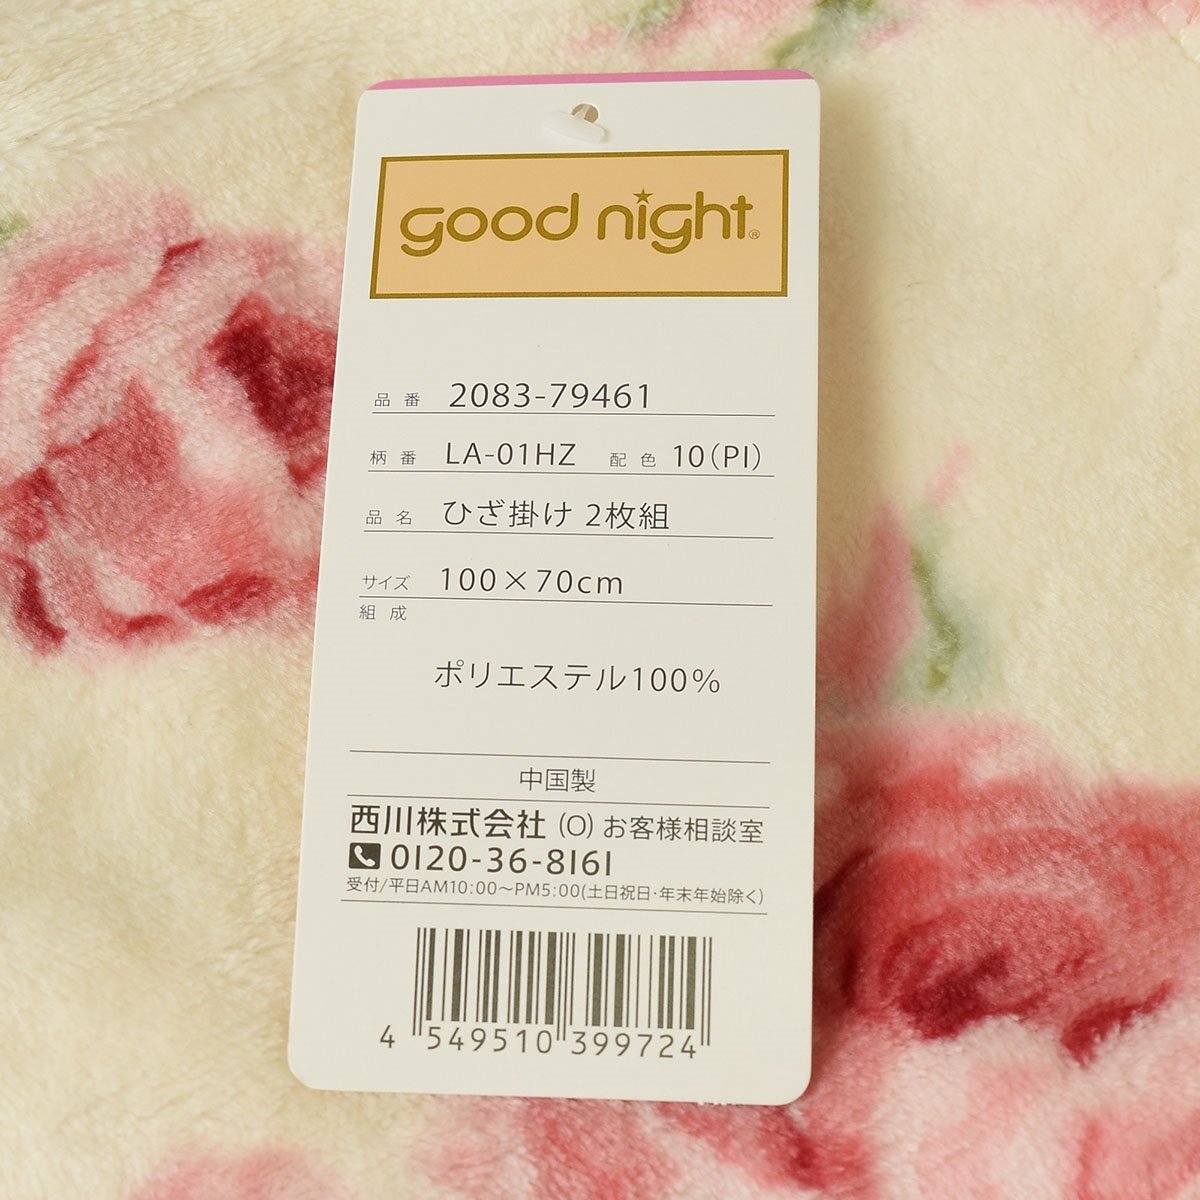 good night®
品番 2083-79461
柄番 LA-01HZ 配色 10(PI)
品名 ひざ掛け 2枚組
サイズ 100×70cm
組成
ポリエステル100%
中国製
西川株式会社 (O) お客様相談室
0120-36-8161
受付/平日AM10:00〜PM5:00(土日祝日・年末年始除く)
4 549510 399724